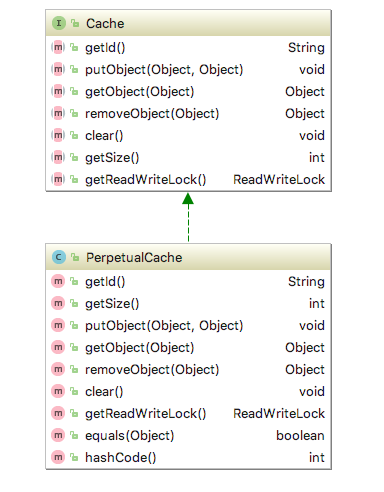 I Cache
m getId() String
m putObject(Object, Object) void
m getObject(Object) Object
m removeObject(Object) Object
m clear() void
m getSize() int
m getReadWriteLock() ReadWriteLock
C PerpetualCache
m getId() String
m getSize() int
m putObject(Object, Object) void
m getObject(Object) Object
m removeObject(Object) Object
m clear() void
m getReadWriteLock() ReadWriteLock
m equals(Object) boolean
m hashCode() int